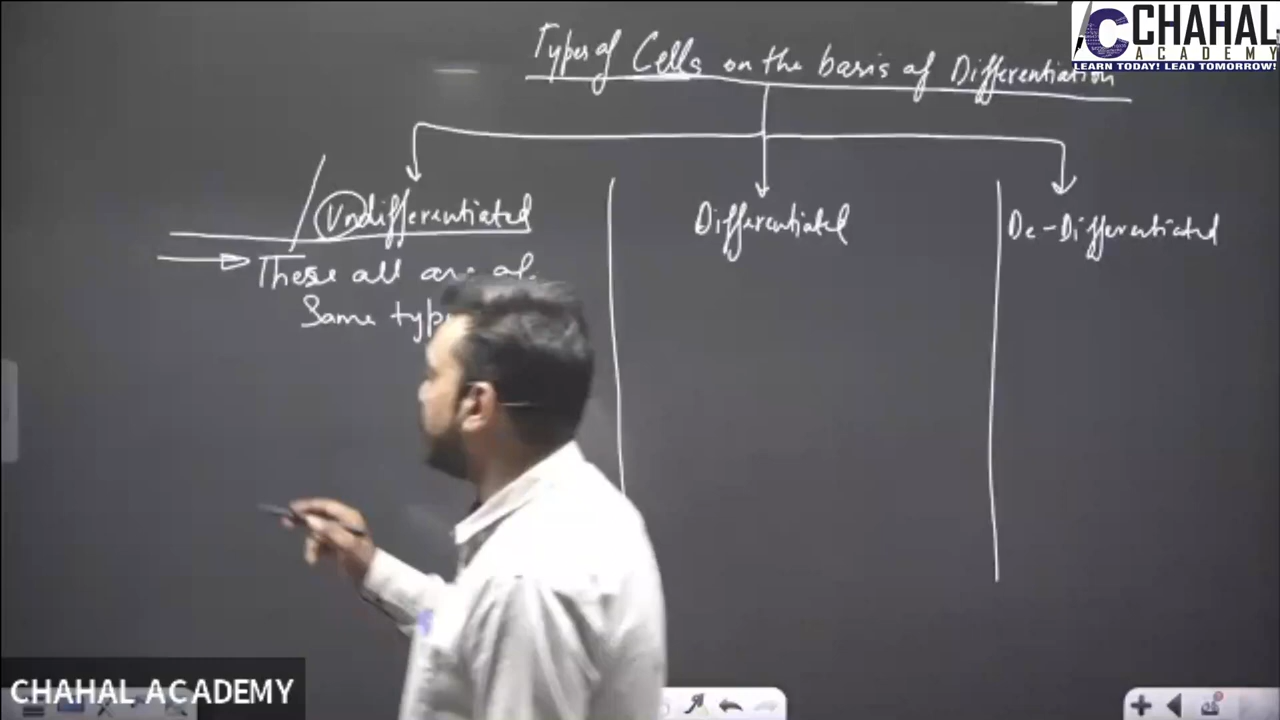 CHAHAL
ACADEMY
LEARN TODAY! LEAD TOMORROW!
Types of Cells on the basis of Differentiation
Undifferentiated
Differentiated
De-Differentiated
These all are of
Same type
CHAHAL ACADEMY